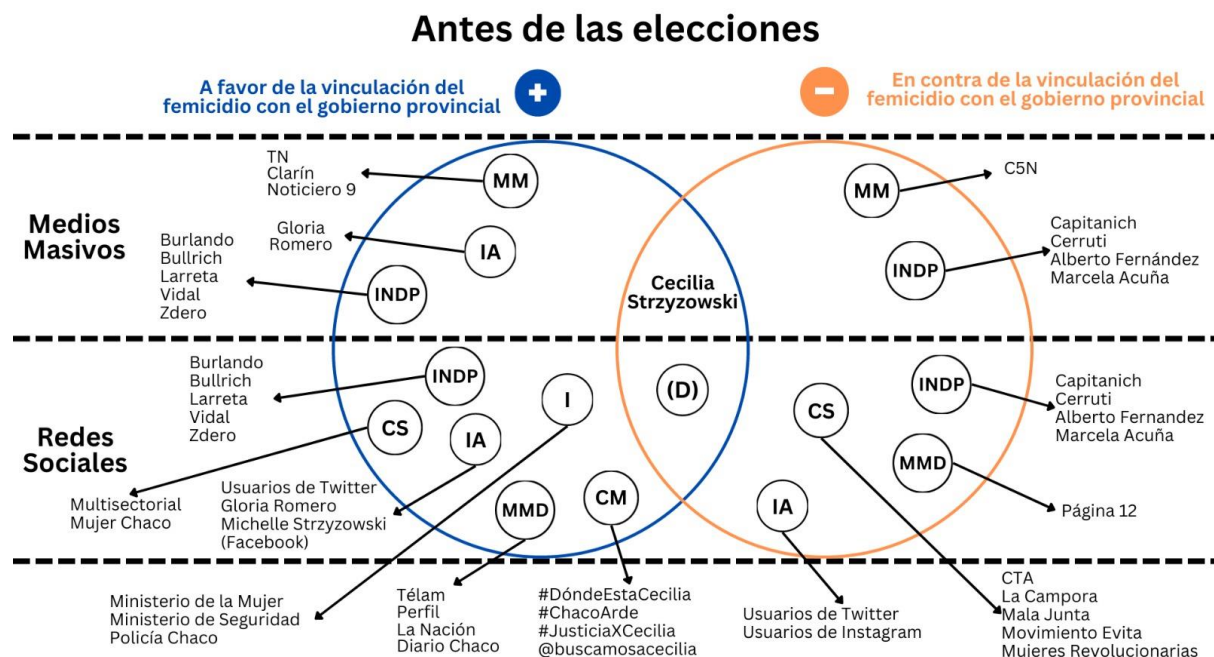 Antes de las elecciones
A favor de la vinculación del
femicidio con el gobierno provincial
+
-
En contra de la vinculación del
femicidio con el gobierno provincial
Medios
Masivos
TN
Clarín
Noticiero 9
MM
Gloria
Romero
IA
Burlando
Bullrich
Larreta
Vidal
Zdero
INDP
Cecilia
Strzyzowski
MM
C5N
INDP
Capitanich
Cerruti
Alberto Fernández
Marcela Acuña
Redes
Sociales
Burlando
Bullrich
Larreta
Vidal
Zdero
INDP
CS
IA
I
(D)
MMD
CM
Multisectorial
Mujer Chaco
Usuarios de Twitter
Gloria Romero
Michelle Strzyzowski
(Facebook)
CS
INDP
MMD
IA
Capitanich
Cerruti
Alberto Fernandez
Marcela Acuña
Página 12
Ministerio de la Mujer
Ministerio de Seguridad
Policía Chaco
Télam
Perfil
La Nación
Diario Chaco
#DóndeEstaCecilia
#ChacoArde
#JusticiaXCecilia
@buscamosacecilia
Usuarios de Twitter
Usuarios de Instagram
CTA
La Campora
Mala Junta
Movimiento Evita
Mujeres Revolucionarias